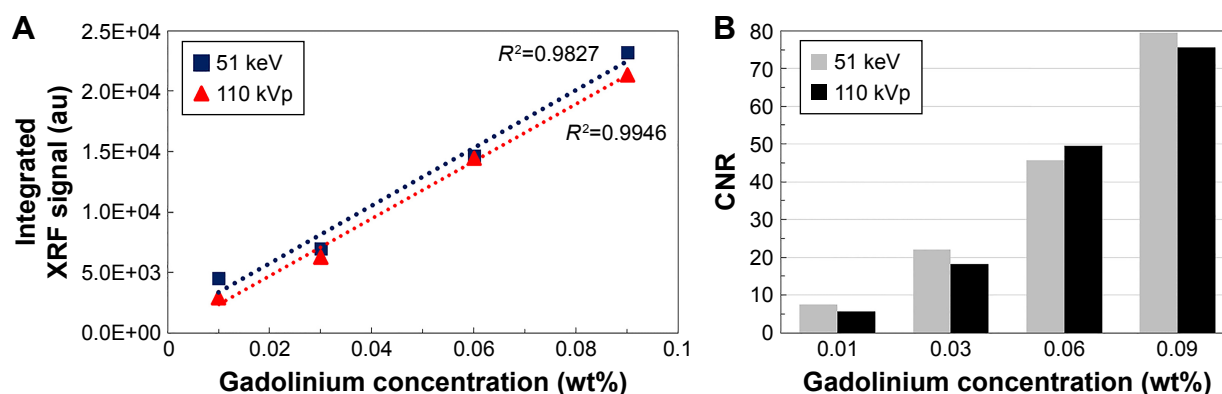 A
Integrated
XRF signal (au)
2.5E+04
2.0E+04
1.5E+04
1.0E+04
5.0E+03
0.0E+00
51 keV
110 kVp
R²=0.9827
R²=0.9946
0
0.02
0.04
0.06
0.08
0.1
Gadolinium concentration (wt%)
B
CNR
80
70
60
50
40
30
20
10
0
51 keV
110 kVp
0.01
0.03
0.06
0.09
Gadolinium concentration (wt%)